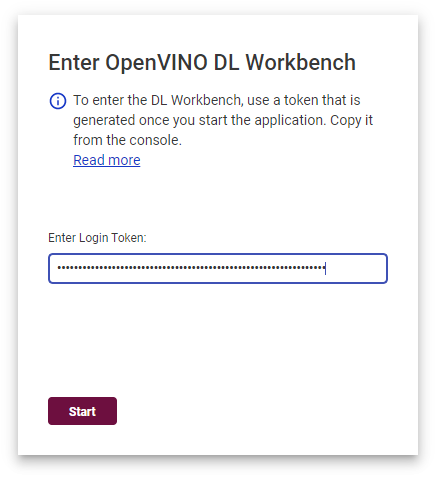 Enter OpenVINO DL Workbench
To enter the DL Workbench, use a token that is
generated once you start the application. Copy it
from the console.
Read more
Enter Login Token:
Start